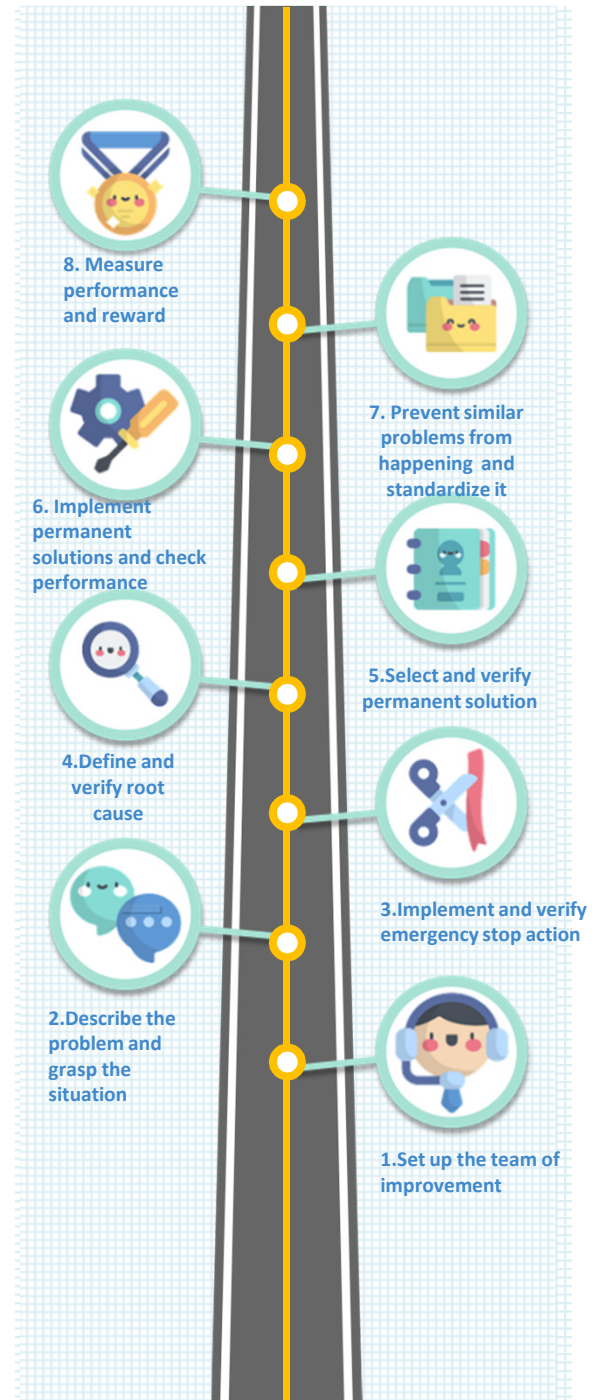 8. Measure
performance
and reward
7. Prevent similar
problems from
happening and
standardize it
6. Implement
permanent
solutions and check
performance
5.Select and verify
permanent solution
4.Define and
verify root
cause
3.Implement and verify
emergency stop action
2.Describe the
problem and
grasp the
situation
1.Set up the team of
improvement